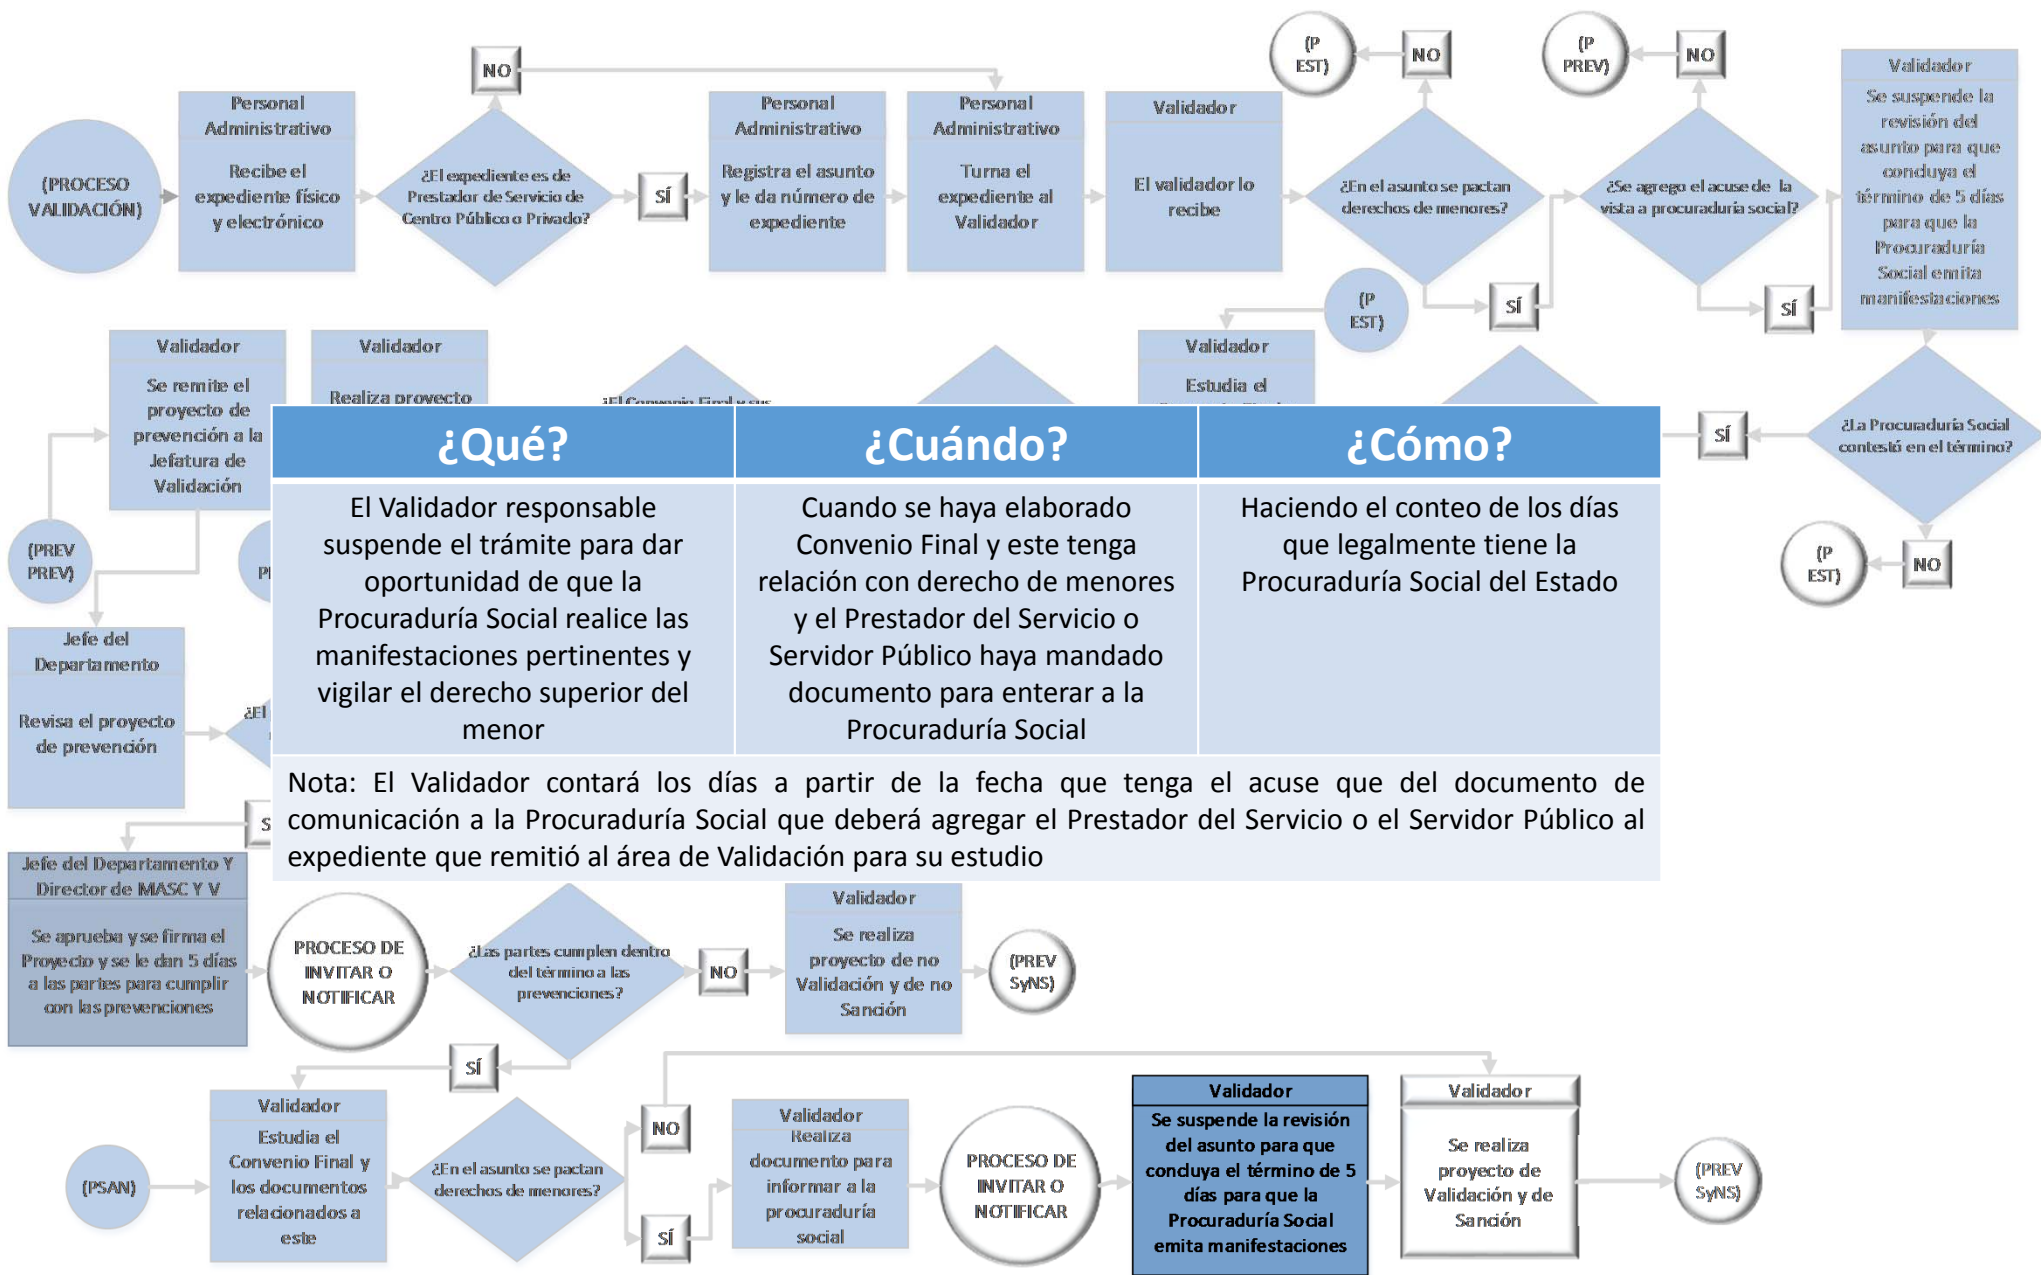 NO
(P
EST)
NO
(P
PREV)
NO
(PROCESO
VALIDACIÓN)
Personal
Administrativo
Recibe el
expediente físico
y electrónico
¿El expediente es de
Prestador de Servicio de
Centro Público o Privado?
SÍ
Personal
Administrativo
Registra el asunto
y le da número de
expediente
Personal
Administrativo
Turna el
expediente al
Validador
Validador
El validador lo
recibe
¿En el asunto se pactan
derechos de menores?
SÍ
¿Se agrego el acuse de la
vista a procuraduría social?
SÍ
Validador
Se suspende la
revisión del
asunto para que
concluya el
término de 5 días
para que la
Procuraduría
Social emita
manifestaciones
(P
EST)
Validador
Se remite el
proyecto de
prevención a la
Jefatura de
Validación
Validador
Realiza proyecto
¿El Convenio Final y sus
Validador
Estudia el
SÍ
¿La Procuraduría Social
contestó en el término?
(P
EST)
NO
(PREV
PREV)
¿Qué?
¿Cuándo?
¿Cómo?
El Validador responsable
suspende el trámite para dar
oportunidad de que la
Procuraduría Social realice las
manifestaciones pertinentes y
vigilar el derecho superior del
menor
Cuando se haya elaborado
Convenio Final y este tenga
relación con derecho de menores
y el Prestador del Servicio o
Servidor Público haya mandado
documento para enterar a la
Procuraduría Social
Haciendo el conteo de los días
que legalmente tiene la
Procuraduría Social del Estado
Nota: El Validador contará los días a partir de la fecha que tenga el acuse que del documento de
comunicación a la Procuraduría Social que deberá agregar el Prestador del Servicio o el Servidor Público al
expediente que remitió al área de Validación para su estudio
Jefe del
Departamento
Revisa el proyecto
de prevención
¿El
Jefe del Departamento Y
Director de MASC Y V
Se aprueba y se firma el
Proyecto y se le dan 5 días
a las partes para cumplir
con las prevenciones
PROCESO DE
INVITAR O
NOTIFICAR
¿Las partes cumplen dentro
del término a las
prevenciones?
NO
Validador
Se realiza
proyecto de no
Validación y de no
Sanción
(PREV
SyNS)
SÍ
(PSAN)
Validador
Estudia el
Convenio Final y
los documentos
relacionados a
este
¿En el asunto se pactan
derechos de menores?
NO
SÍ
Validador
Realiza
documento para
informar a la
procuraduría
social
PROCESO DE
INVITAR O
NOTIFICAR
Validador
Se suspende la revisión
del asunto para que
concluya el término de 5
días para que la
Procuraduría Social
emita manifestaciones
Validador
Se realiza
proyecto de
Validación y de
Sanción
(PREV
SyNS)